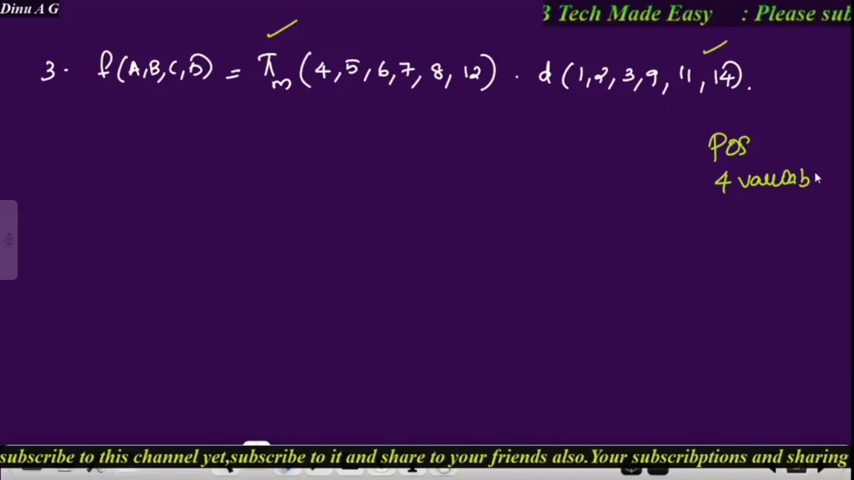 Dinu A G
3 Tech Made Easy : Please sub
3. f(A,B,C,D) = πm (4,5,6,7,8,12) . d (1,2,3,9,11,14).
POS
4 variab
subscribe to this channel yet,subscribe to it and share to your friends also.Your subscribptions and sharing